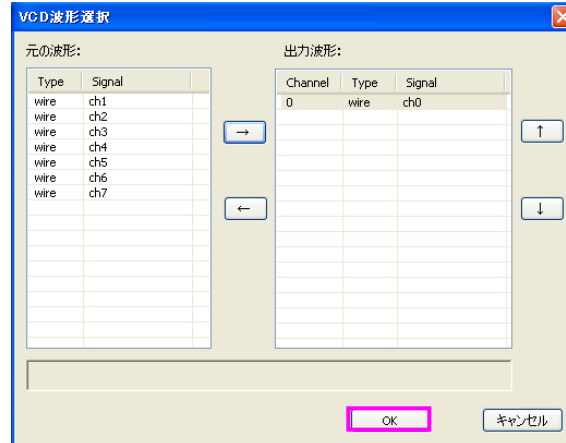 VCD波形選択
元の波形:
出力波形:
Type Signal
Channel Type Signal
wire ch1
0 wire ch0
wire ch2
wire ch3
→
↑
wire ch4
wire ch5
wire ch6
wire ch7
←
↓
OK
キャンセル